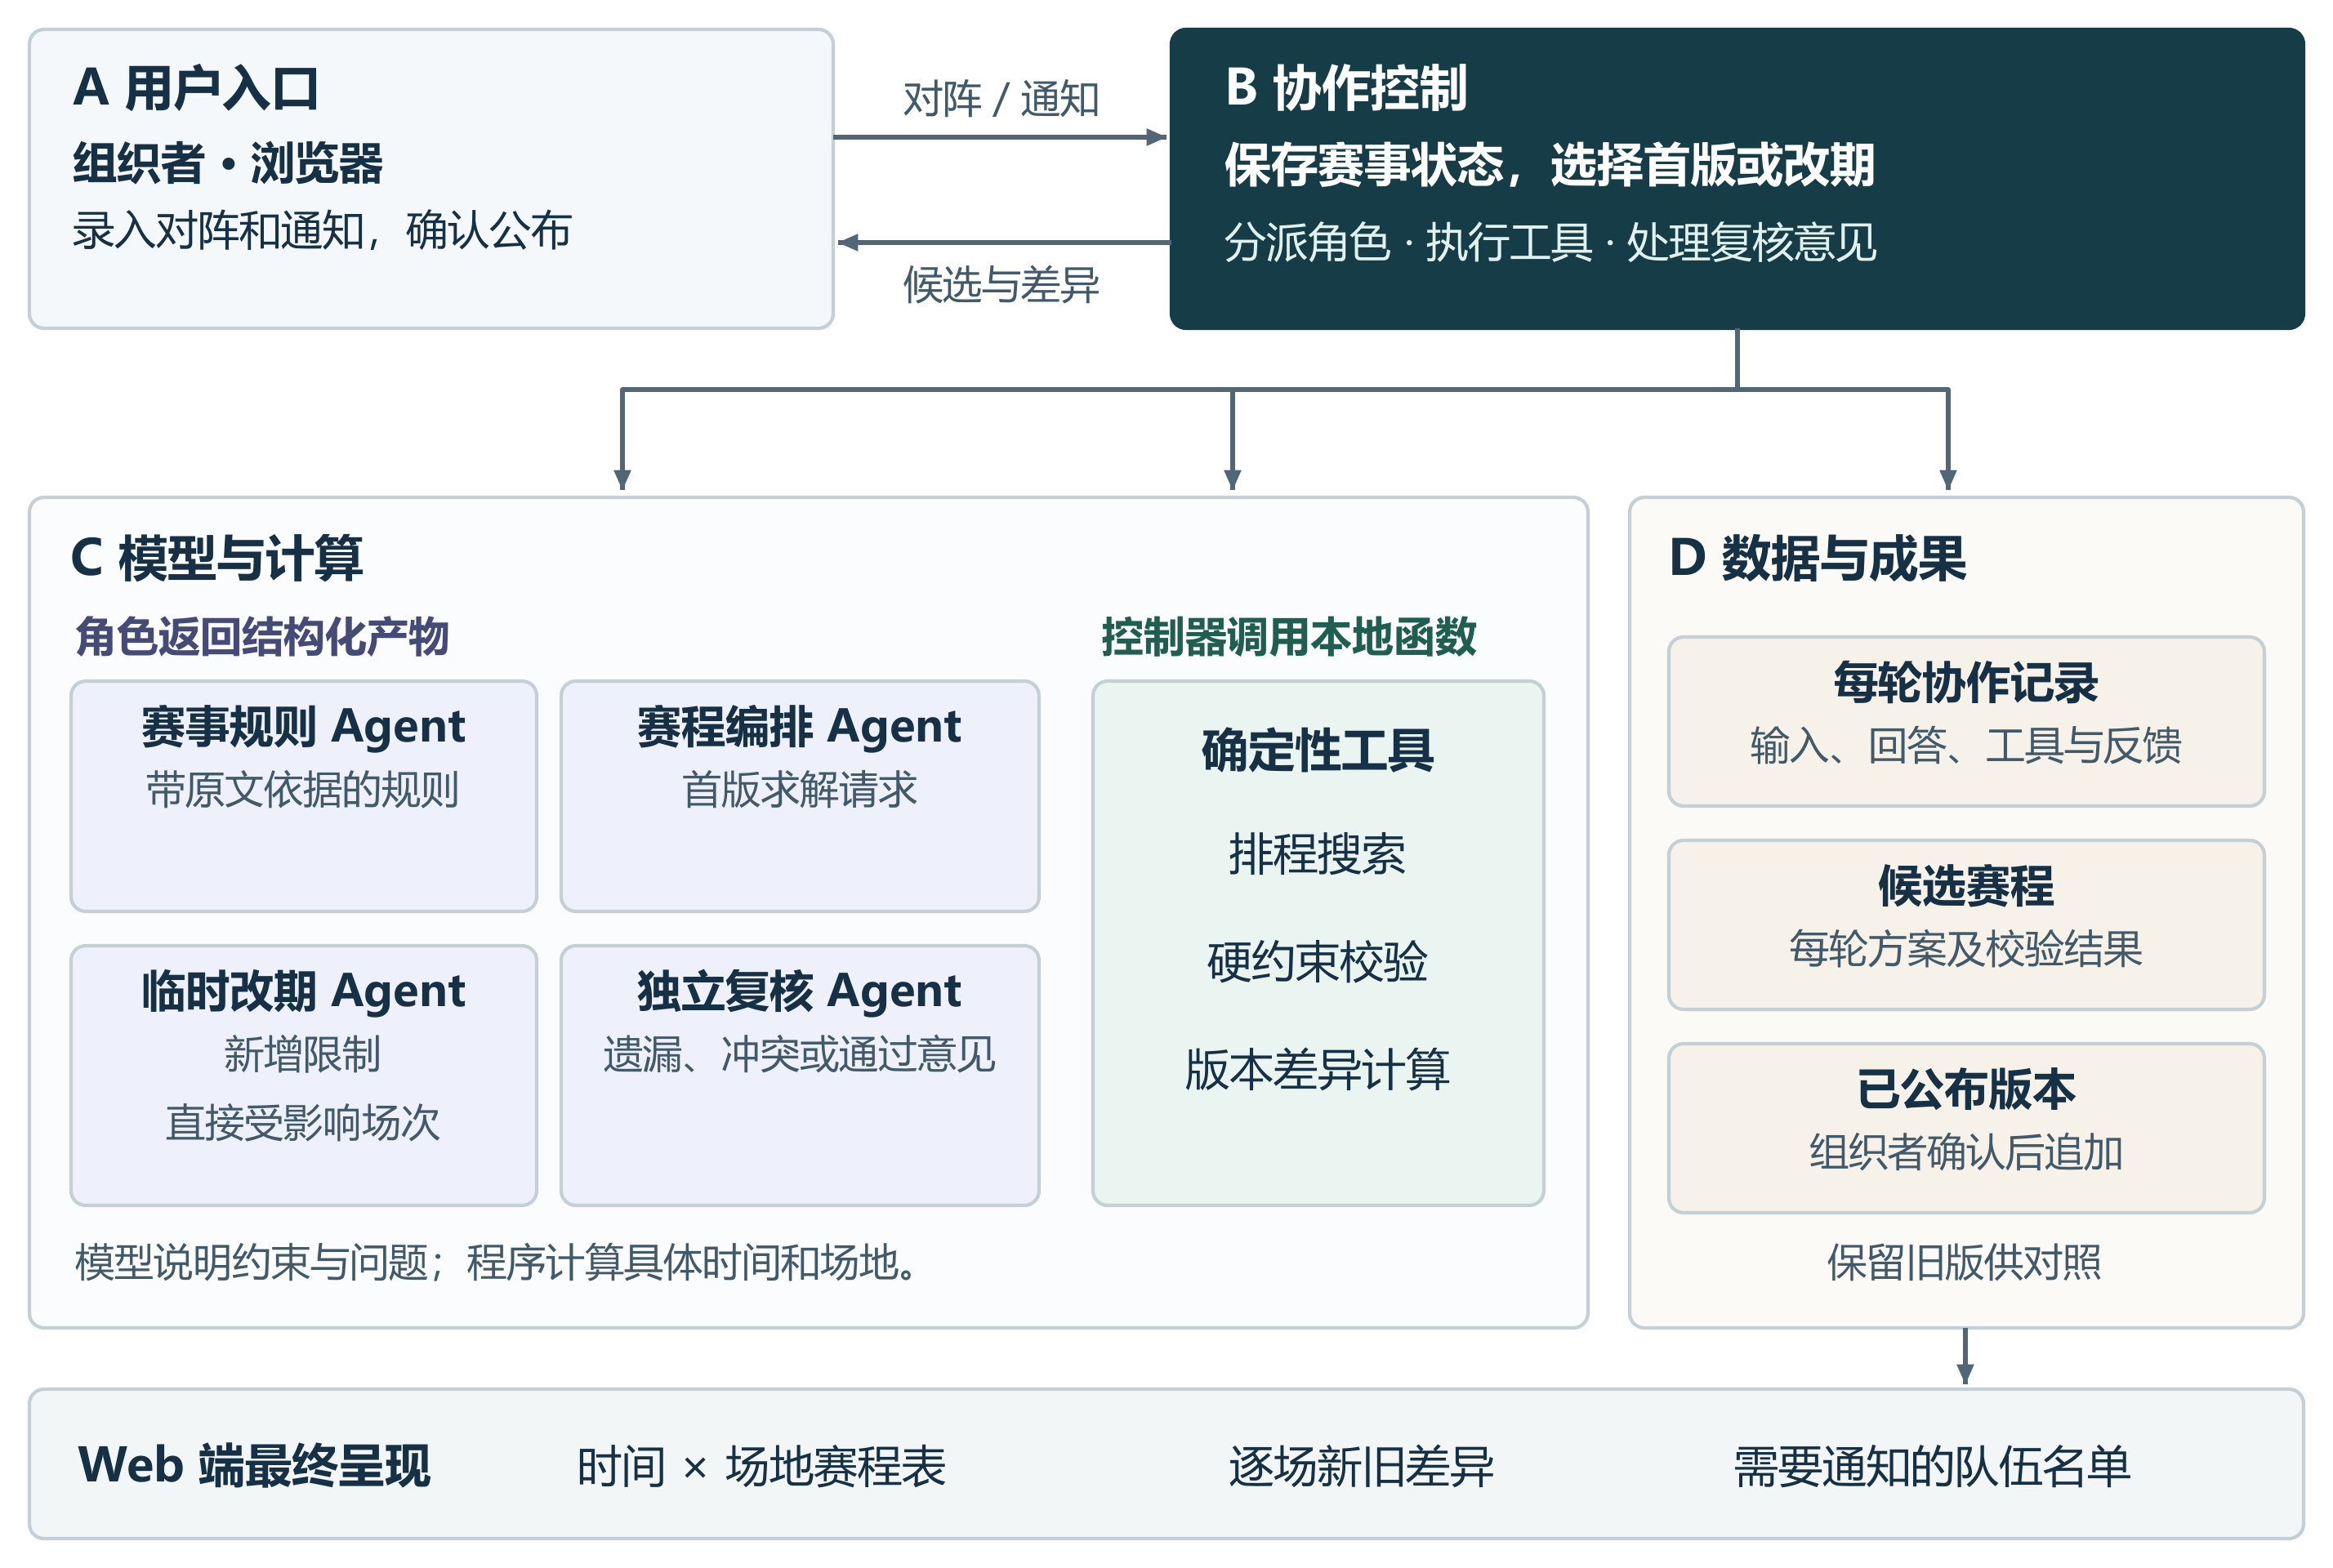 A 用户入口
组织者 • 浏览器
录入对阵和通知，确认公布
对阵 / 通知
候选与差异
B 协作控制
保存赛事状态，选择首版或改期
分派角色 · 执行工具 · 处理复核意见
C 模型与计算
角色返回结构化产物
赛事规则 Agent
带原文依据的规则
赛程编排 Agent
首版求解请求
临时改期 Agent
新增限制
直接受影响场次
独立复核 Agent
遗漏、冲突或通过意见
控制器调用本地函数
确定性工具
排程搜索
硬约束校验
版本差异计算
模型说明约束与问题；程序计算具体时间和场地。
D 数据与成果
每轮协作记录
输入、回答、工具与反馈
候选赛程
每轮方案及校验结果
已公布版本
组织者确认后追加
保留旧版供对照
Web 端最终呈现
时间 × 场地赛程表
逐场新旧差异
需要通知的队伍名单